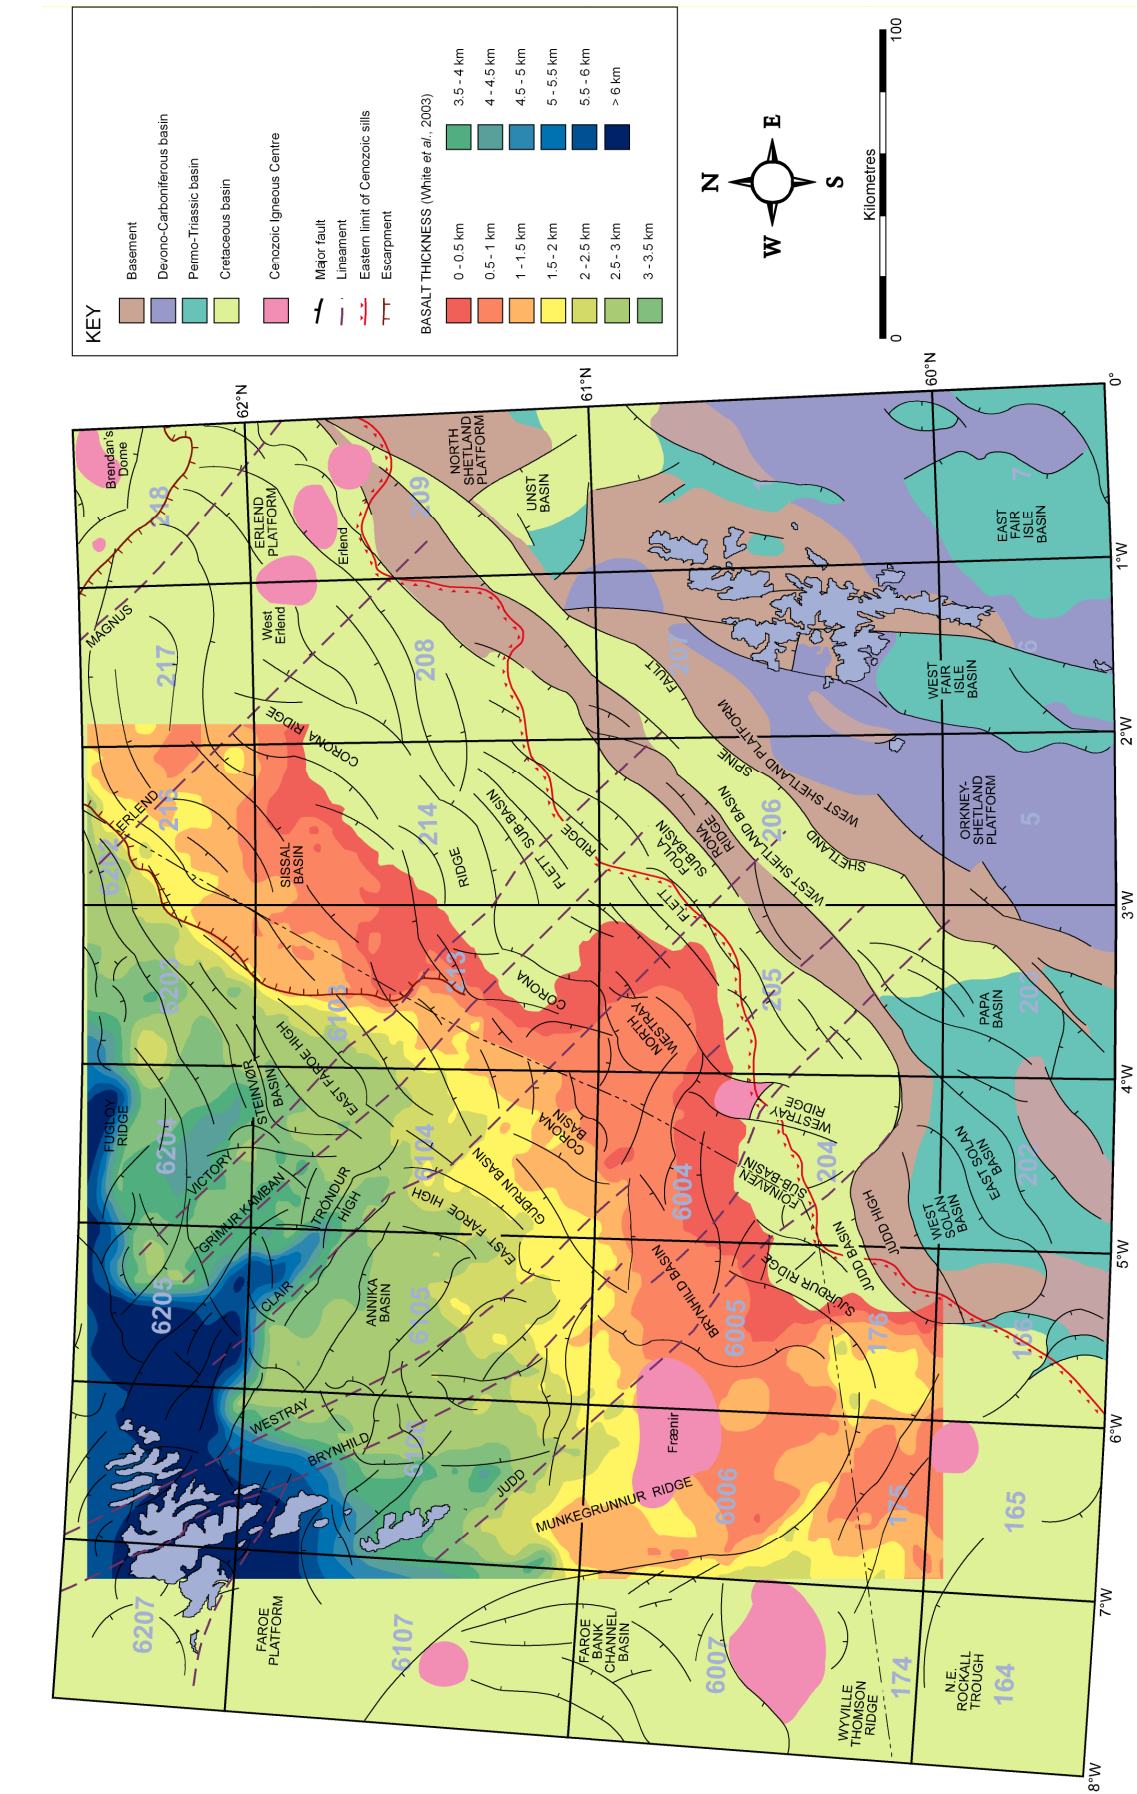 KEY
Basement
Devono-Carboniferous basin
Permo-Triassic basin
Cretaceous basin
Cenozoic Igneous Centre
Major fault
Lineament
Eastern limit of Cenozoic sills
Escarpment
BASALT THICKNESS (White et al., 2003)
0 - 0.5 km
0.5 - 1 km
1 - 1.5 km
1.5 - 2 km
2 - 2.5 km
2.5 - 3 km
3 - 3.5 km
3.5 - 4 km
4 - 4.5 km
4.5 - 5 km
5 - 5.5 km
5.5 - 6 km
> 6 km
N
W
E
S
0
100
Kilometres
62°N
61°N
60°N
0°
1°W
2°W
3°W
4°W
5°W
6°W
7°W
8°W
Brendan's
Dome
218
ERLEND
PLATFORM
Erlend
West
Erlend
209
NORTH
SHETLAND
PLATFORM
UNST
BASIN
1
7
EAST
FAIR
ISLE
BASIN
MAGNUS
217
208
207
FAULT
6
WEST
FAIR
ISLE
BASIN
CORONA RIDGE
CORONA
ERLEND
216
6202
SISSAL
BASIN
214
RIDGE
FLETT SUB-BASIN
FLETT
RIDGE
FOULA
SUB-BASIN
RONA
RIDGE
WEST SHETLAND BASIN
SPINE
WEST SHETLAND PLATFORM
206
SHETLAND
ORKNEY-
SHETLAND
PLATFORM
5
6203
6103
213
CORONA
NORTH
WESTRAY
205
PAPA
BASIN
203
FUGLOY
RIDGE
6204
STEINVØR
BASIN
EAST FAROE HIGH
VICTORY
GRIMUR KAMBAN
TRÖNDUR
HIGH
6104
EAST FAROE HIGH
GUDRUN BASIN
CORONA
BASIN
6004
WESTRAY
RIDGE
FOINAVEN
SUB-BASIN
204
JUDD HIGH
JUDD BASIN
WEST
SOLAN
BASIN
EAST SOLAN
BASIN
202
6205
CLAIR
ANNIKA
BASIN
6105
BRYNHILD BASIN
6005
SJÚRDUR RIDGE
176
156
WESTRAY
BRYNHILD
6106
JUDD
MUNKEGRUNNUR RIDGE
Frænir
6006
175
165
6207
FAROE
PLATFORM
6107
FAROE
BANK
CHANNEL
BASIN
6007
WYVILLE
THOMSON
RIDGE
174
N.E.
ROCKALL
TROUGH
164